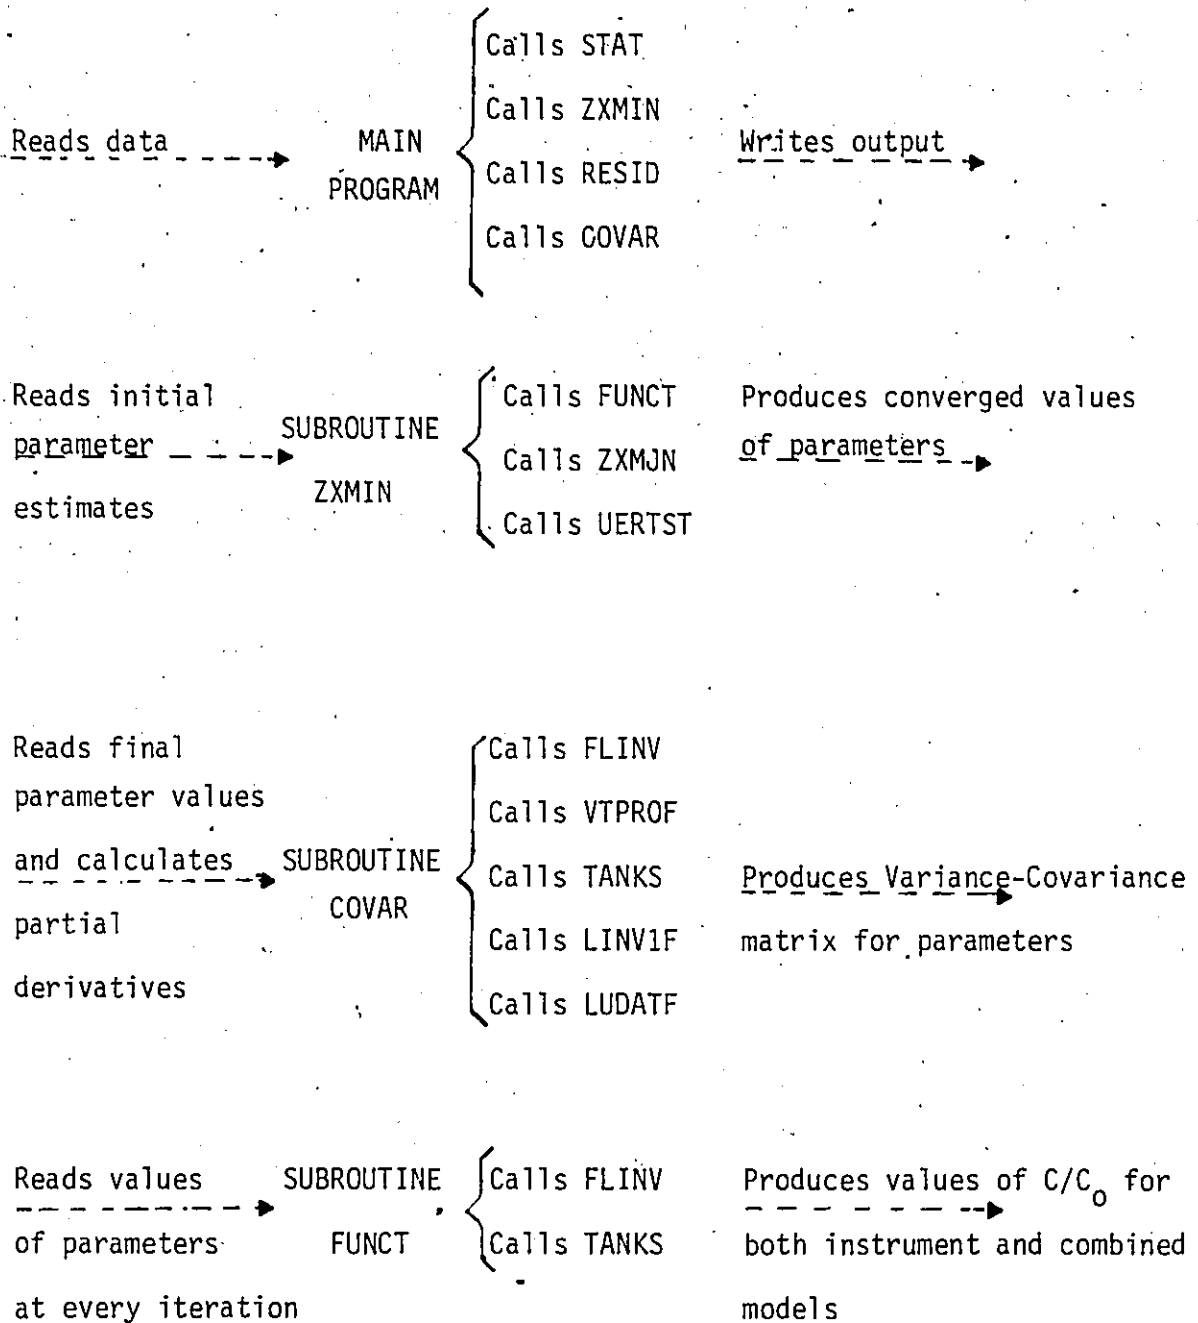 Calls STAT
Calls ZXMIN
Reads data
MAIN
PROGRAM
Calls RESID
Calls COVAR
Writes output
Reads initial
parameter
estimates
SUBROUTINE
ZXMIN
Calls FUNCT
Calls ZXMJN
Calls UERTST
Produces converged values
of parameters
Reads final
parameter values
and calculates
partial
derivatives
SUBROUTINE
COVAR
Calls FLINV
Calls VTPROF
Calls TANKS
Calls LINV1F
Calls LUDATF
Produces Variance-Covariance
matrix for parameters
Reads values
of parameters
at every iteration
SUBROUTINE
FUNCT
Calls FLINV
Calls TANKS
Produces values of C/Co for
both instrument and combined
models